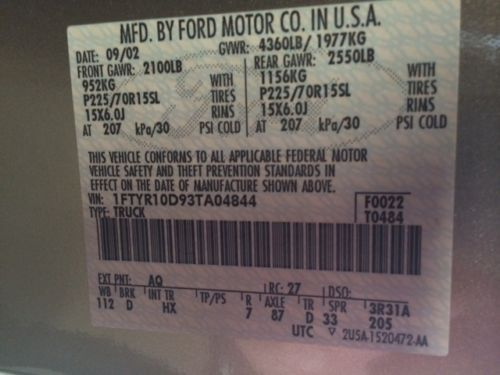 MFD. BY FORD MOTOR CO. IN U.S.A.
DATE: 09/02 GVWR: 4360LB/ 1977KG
FRONT GAWR: 2100LB REAR GAWR: 2550LB
952KG WITH 1156KG WITH
P225/70R15SL TIRES P225/70R15SL TIRES
15X6.0J RIMS 15X6.0J RIMS
AT 207 kPa/30 PSI COLD AT 207 kPa/30 PSI COLD
THIS VEHICLE CONFORMS TO ALL APPLICABLE FEDERAL MOTOR
VEHICLE SAFETY AND THEFT PREVENTION STANDARDS IN
EFFECT ON THE DATE OF MANUFACTURE SHOWN ABOVE.
VIN: 1FTYR10D93TA04844 F0022
TYPE: TRUCK T0484
EXT PNT: AQ RC: 27 DSO:
WB BRK INT TR TP/PS R AXLE TR SPR 3R31A
112 D HX 7 87 D 33 205
UTC 2U5A-1520472-AA